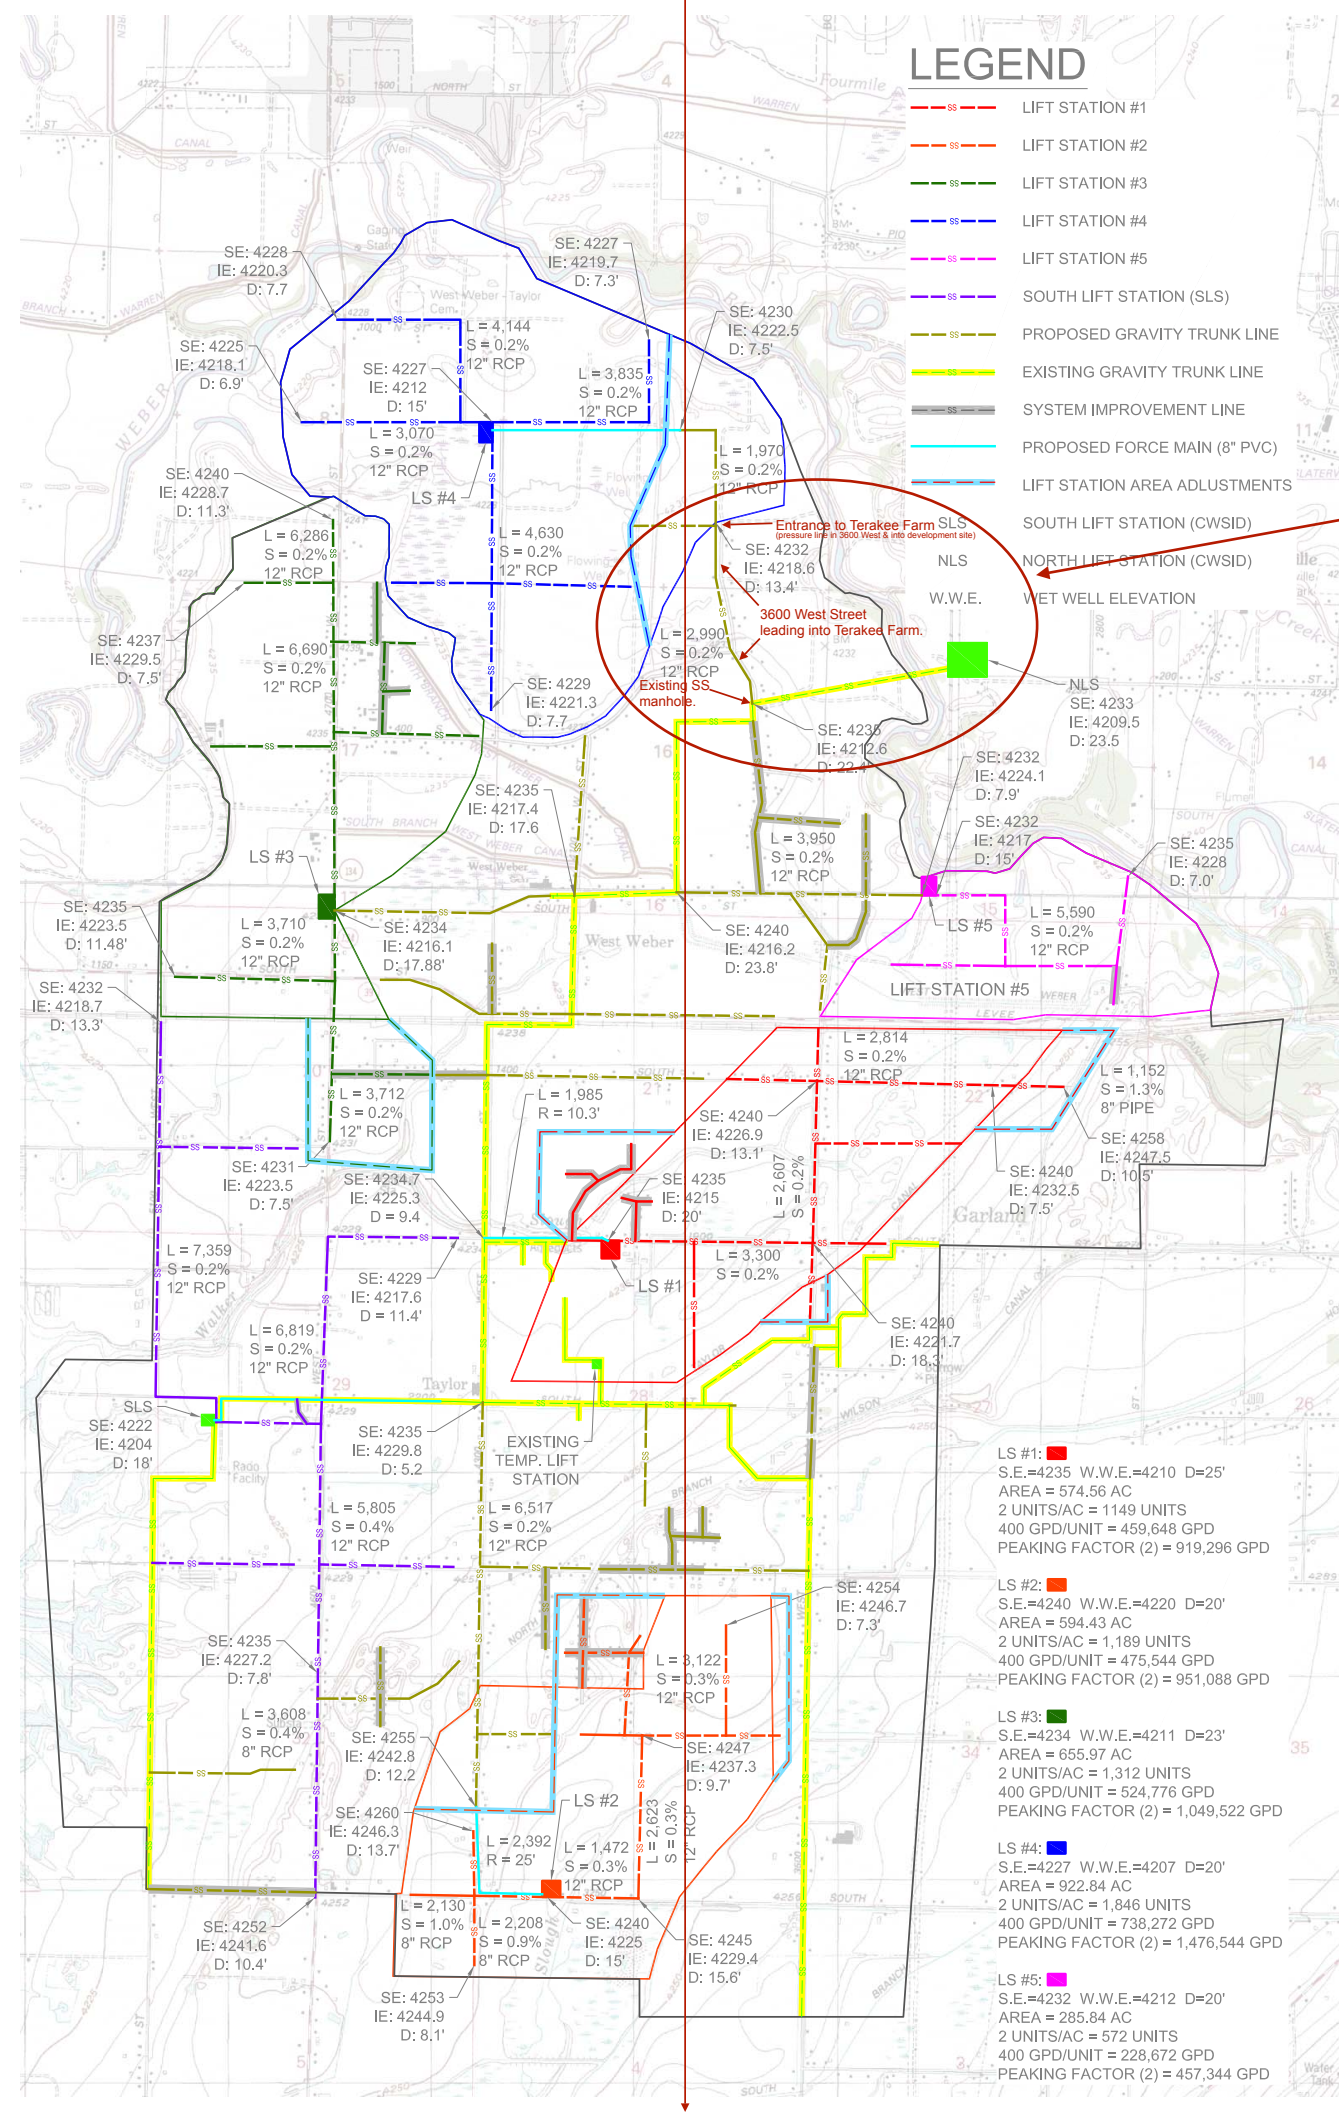 LEGEND
LIFT STATION #1
LIFT STATION #2
LIFT STATION #3
LIFT STATION #4
LIFT STATION #5
SOUTH LIFT STATION (SLS)
PROPOSED GRAVITY TRUNK LINE
EXISTING GRAVITY TRUNK LINE
SYSTEM IMPROVEMENT LINE
PROPOSED FORCE MAIN (8" PVC)
LIFT STATION AREA ADLUSTMENTS
SLS SOUTH LIFT STATION (CWSID)
NLS NORTH LIFT STATION (CWSID)
W.W.E. WET WELL ELEVATION
SE: 4228
IE: 4220.3
D: 7.7
SE: 4227
IE: 4219.7
D: 7.3'
SE: 4230
IE: 4222.5
D: 7.5'
SE: 4225
IE: 4218.1
D: 6.9'
L = 4,144
S = 0.2%
12" RCP
SE: 4227
IE: 4212
D: 15'
L = 3,835
S = 0.2%
12" RCP
L = 3,070
S = 0.2%
12" RCP
LS #4
L = 1,970
S = 0.2%
12" RCP
SE: 4240
IE: 4228.7
D: 11.3'
L = 6,286
S = 0.2%
12" RCP
L = 4,630
S = 0.2%
12" RCP
Entrance to Terakee Farm
(pressure line in 3600 West & into development site)
SE: 4232
IE: 4218.6
D: 13.4'
3600 West Street
leading into Terakee Farm.
SE: 4237
IE: 4229.5
D: 7.5'
L = 6,690
S = 0.2%
12" RCP
L = 2,990
S = 0.2%
12" RCP
Existing SS
manhole.
SE: 4229
IE: 4221.3
D: 7.7
NLS
SE: 4233
IE: 4209.5
D: 23.5
SE: 4235
IE: 4212.6
D: 22.4'
SE: 4232
IE: 4224.1
D: 7.9'
SE: 4235
IE: 4217.4
D: 17.6
SE: 4232
IE: 4217
D: 15'
SE: 4235
IE: 4228
D: 7.0'
L = 3,950
S = 0.2%
12" RCP
LS #3
West Weber
SE: 4235
IE: 4223.5
D: 11.48'
L = 3,710
S = 0.2%
12" RCP
SE: 4234
IE: 4216.1
D: 17.88'
SE: 4240
IE: 4216.2
D: 23.8'
LS #5
L = 5,590
S = 0.2%
12" RCP
LIFT STATION #5
SE: 4232
IE: 4218.7
D: 13.3'
L = 2,814
S = 0.2%
12" RCP
L = 3,712
S = 0.2%
12" RCP
L = 1,985
R = 10.3'
L = 1,152
S = 1.3%
8" PIPE
SE: 4240
IE: 4226.9
D: 13.1'
SE: 4258
IE: 4247.5
D: 10.5'
SE: 4231
IE: 4223.5
D: 7.5'
SE: 4234.7
IE: 4225.3
D = 9.4
SE: 4235
IE: 4215
D: 20'
L = 2,607
S = 0.2%
SE: 4240
IE: 4232.5
D: 7.5'
Garland
L = 7,359
S = 0.2%
12" RCP
SE: 4229
IE: 4217.6
D = 11.4'
LS #1
L = 3,300
S = 0.2%
L = 6,819
S = 0.2%
12" RCP
SE: 4240
IE: 4221.7
D: 18.3'
Taylor
SLS
SE: 4222
IE: 4204
D: 18'
SE: 4235
IE: 4229.8
D: 5.2
EXISTING
TEMP. LIFT
STATION
Radio
Facility
L = 5,805
S = 0.4%
12" RCP
L = 6,517
S = 0.2%
12" RCP
SE: 4254
IE: 4246.7
D: 7.3'
SE: 4235
IE: 4227.2
D: 7.8'
L = 3,122
S = 0.3%
12" RCP
L = 3,608
S = 0.4%
8" RCP
SE: 4255
IE: 4242.8
D: 12.2
SE: 4247
IE: 4237.3
D: 9.7'
LS #2
SE: 4260
IE: 4246.3
D: 13.7'
L = 2,392
R = 25'
L = 1,472
S = 0.3%
12" RCP
L = 2,623
S = 0.3%
12" RCP
L = 2,130
S = 1.0%
8" RCP
L = 2,208
S = 0.9%
8" RCP
SE: 4240
IE: 4225
D: 15'
SE: 4245
IE: 4229.4
D: 15.6'
SE: 4252
IE: 4241.6
D: 10.4'
SE: 4253
IE: 4244.9
D: 8.1'
LS #1:
S.E.=4235 W.W.E.=4210 D=25'
AREA = 574.56 AC
2 UNITS/AC = 1149 UNITS
400 GPD/UNIT = 459,648 GPD
PEAKING FACTOR (2) = 919,296 GPD
LS #2:
S.E.=4240 W.W.E.=4220 D=20'
AREA = 594.43 AC
2 UNITS/AC = 1,189 UNITS
400 GPD/UNIT = 475,544 GPD
PEAKING FACTOR (2) = 951,088 GPD
LS #3:
S.E.=4234 W.W.E.=4211 D=23'
AREA = 655.97 AC
2 UNITS/AC = 1,312 UNITS
400 GPD/UNIT = 524,776 GPD
PEAKING FACTOR (2) = 1,049,522 GPD
LS #4:
S.E.=4227 W.W.E.=4207 D=20'
AREA = 922.84 AC
2 UNITS/AC = 1,846 UNITS
400 GPD/UNIT = 738,272 GPD
PEAKING FACTOR (2) = 1,476,544 GPD
LS #5:
S.E.=4232 W.W.E.=4212 D=20'
AREA = 285.84 AC
2 UNITS/AC = 572 UNITS
400 GPD/UNIT = 228,672 GPD
PEAKING FACTOR (2) = 457,344 GPD